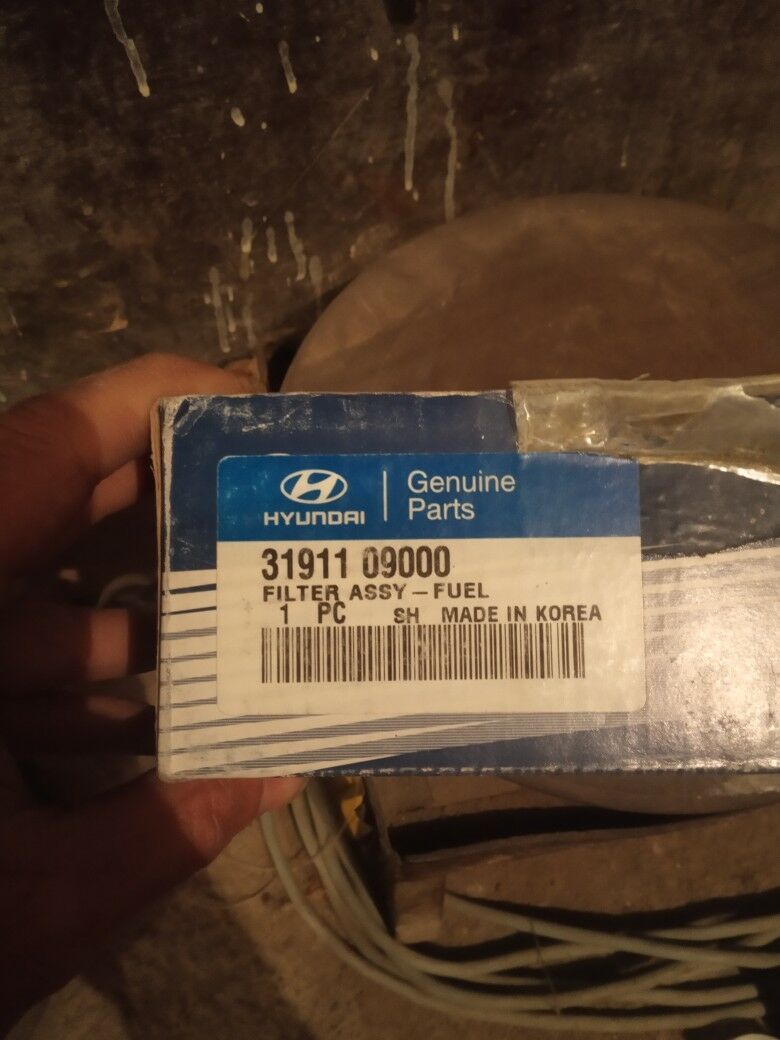 HYUNDAI
Genuine
Parts
31911 09000
FILTER ASSY-FUEL
1 PC SH MADE IN KOREA